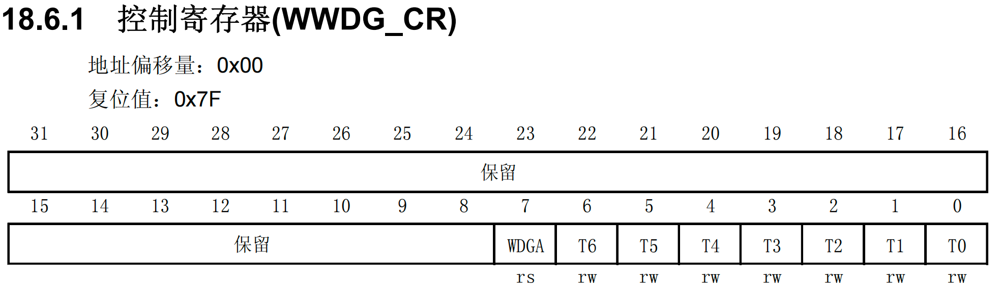 18.6.1 控制寄存器(WWDG_CR)
地址偏移量：0x00
复位值：0x7F
31 30 29 28 27 26 25 24 23 22 21 20 19 18 17 16
保留
15 14 13 12 11 10 9 8 7 6 5 4 3 2 1 0
保留 WDGA T6 T5 T4 T3 T2 T1 T0
rs rw rw rw rw rw rw rw